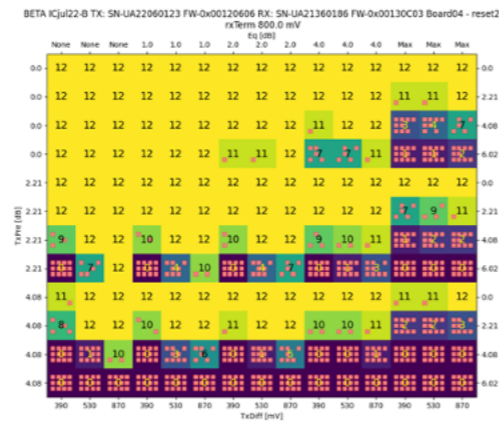 BETA ICjul22-B TX: SN-UA22060123 FW-0x00120606 RX: SN-UA21360186 FW-0x00130C03 Board04 - reset2
rxTerm 800.0 mV
Eq [dB]
None None None 1.0 1.0 1.0 2.0 2.0 2.0 4.0 4.0 4.0 Max Max Max
0.0 12 12 12 12 12 12 12 12 12 12 12 12 12 12 12 0.0
0.0 12 12 12 12 12 12 12 12 12 12 12 12 11 11 12 2.21
0.0 12 12 12 12 12 12 12 12 12 11 12 12 7 4.08
0.0 12 12 12 12 12 12 11 11 12 7 7 11 6.02
2.21 12 12 12 12 12 12 12 12 12 12 12 12 12 12 12 0.0
2.21 12 12 12 12 12 12 12 12 12 12 12 12 7 9 11 2.21
2.21 9 12 12 10 12 12 10 12 12 9 10 11 4.08
2.21 7 12 10 7 6.02
4.08 11 12 12 12 12 12 12 12 12 12 12 12 11 11 12 0.0
4.08 8 12 12 10 12 12 11 12 12 10 10 11 2.21
4.08 10 6 4.08
4.08 6.02
390 530 870 390 530 870 390 530 870 390 530 870 390 530 870
TxDiff [mV]
TxPre [dB]